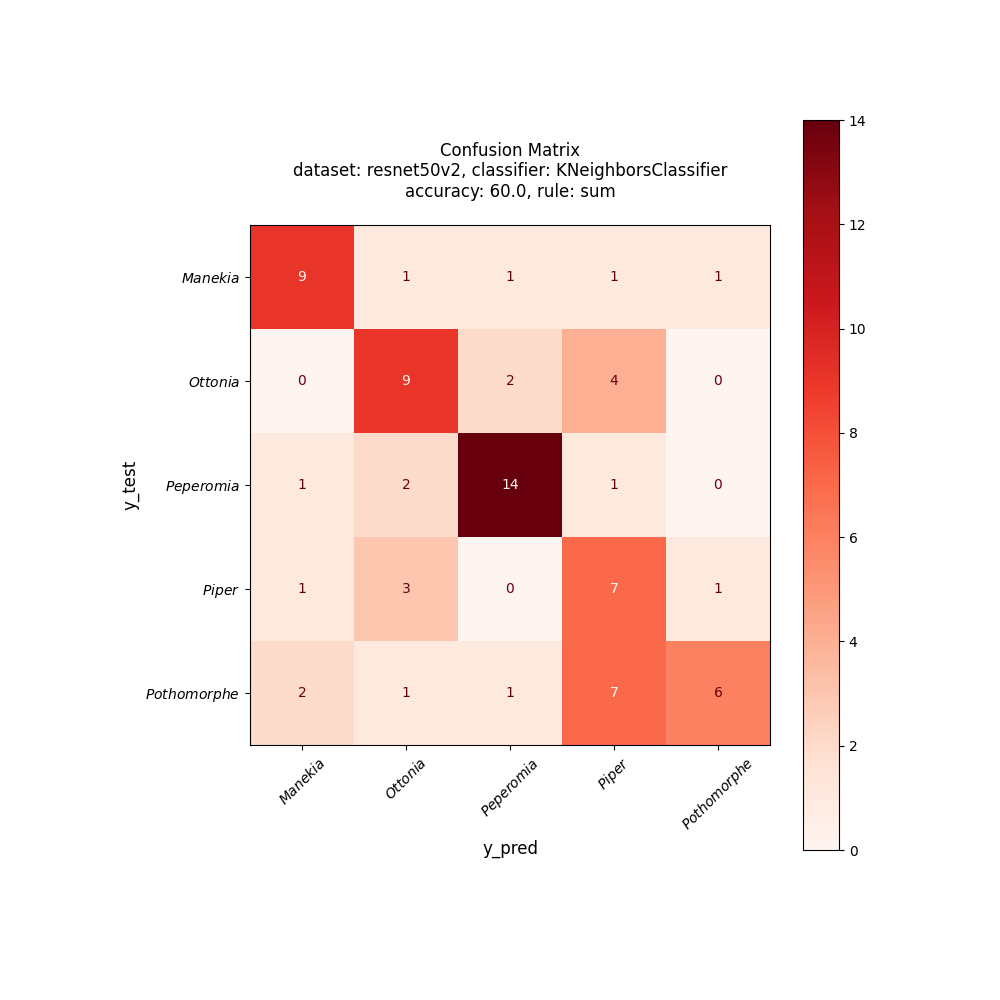 Confusion Matrix
dataset: resnet50v2, classifier: KNeighborsClassifier
accuracy: 60.0, rule: sum
Manekia 9 1 1 1 1
Ottonia 0 9 2 4 0
Peperomia 1 2 14 1 0
Piper 1 3 0 7 1
Pothomorphe 2 1 1 7 6
y_test
Manekia Ottonia Peperomia Piper Pothomorphe
y_pred
14
12
10
8
6
4
2
0